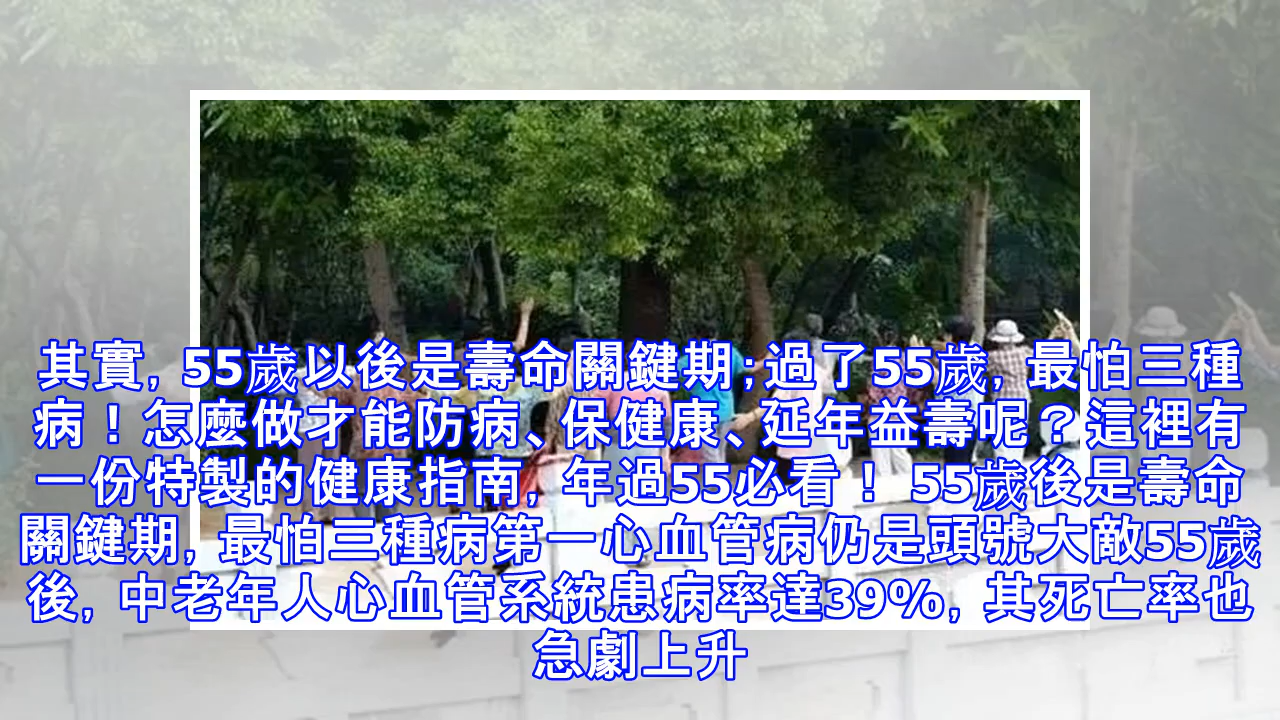 其實, 55歲以後是壽命關鍵期;過了55歲, 最怕三種
病！怎麼做才能防病、保健康、延年益壽呢？這裡有
一份特製的健康指南, 年過55必看！ 55歲後是壽命
關鍵期, 最怕三種病第一心血管病仍是頭號大敵55歲
後, 中老年人心血管系統患病率達39%, 其死亡率也
急劇上升